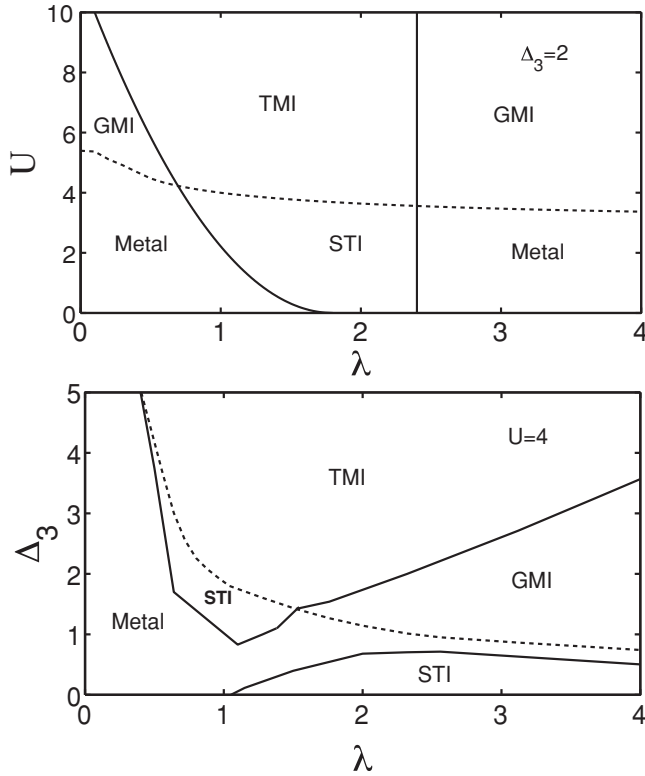 10
8
6
4
2
0
U
Δ₃=2
TMI
GMI
GMI
Metal
STI
Metal
0 1 2 3 4
λ
5
4
3
2
1
0
Δ₃
U=4
TMI
GMI
STI
Metal
STI
0 1 2 3 4
λ